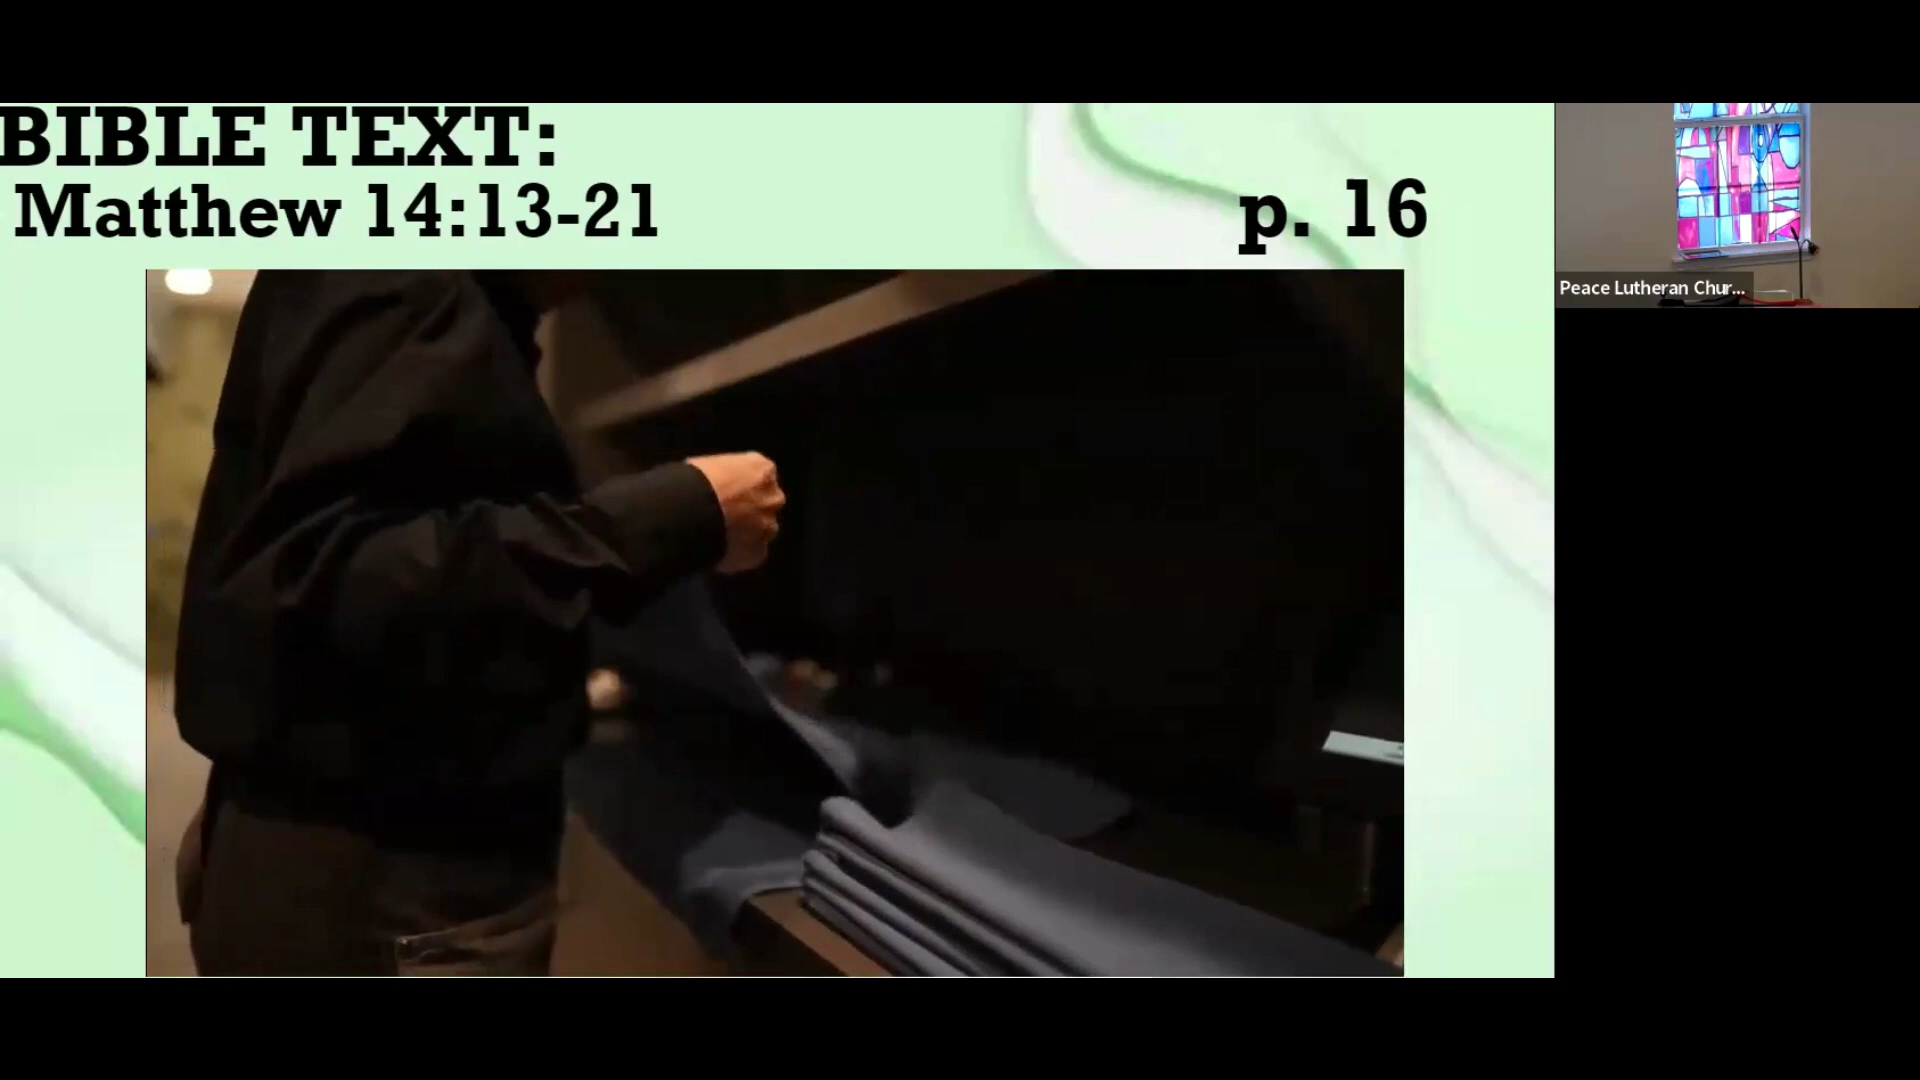 BIBLE TEXT:
Matthew 14:13-21
p. 16
Peace Lutheran Chur...